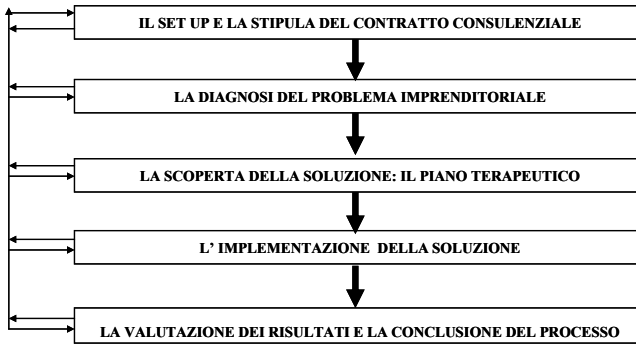 IL SET UP E LA STIPULA DEL CONTRATTO CONSULENZIALE
LA DIAGNOSI DEL PROBLEMA IMPRENDITORIALE
LA SCOPERTA DELLA SOLUZIONE: IL PIANO TERAPEUTICO
L' IMPLEMENTAZIONE DELLA SOLUZIONE
LA VALUTAZIONE DEI RISULTATI E LA CONCLUSIONE DEL PROCESSO